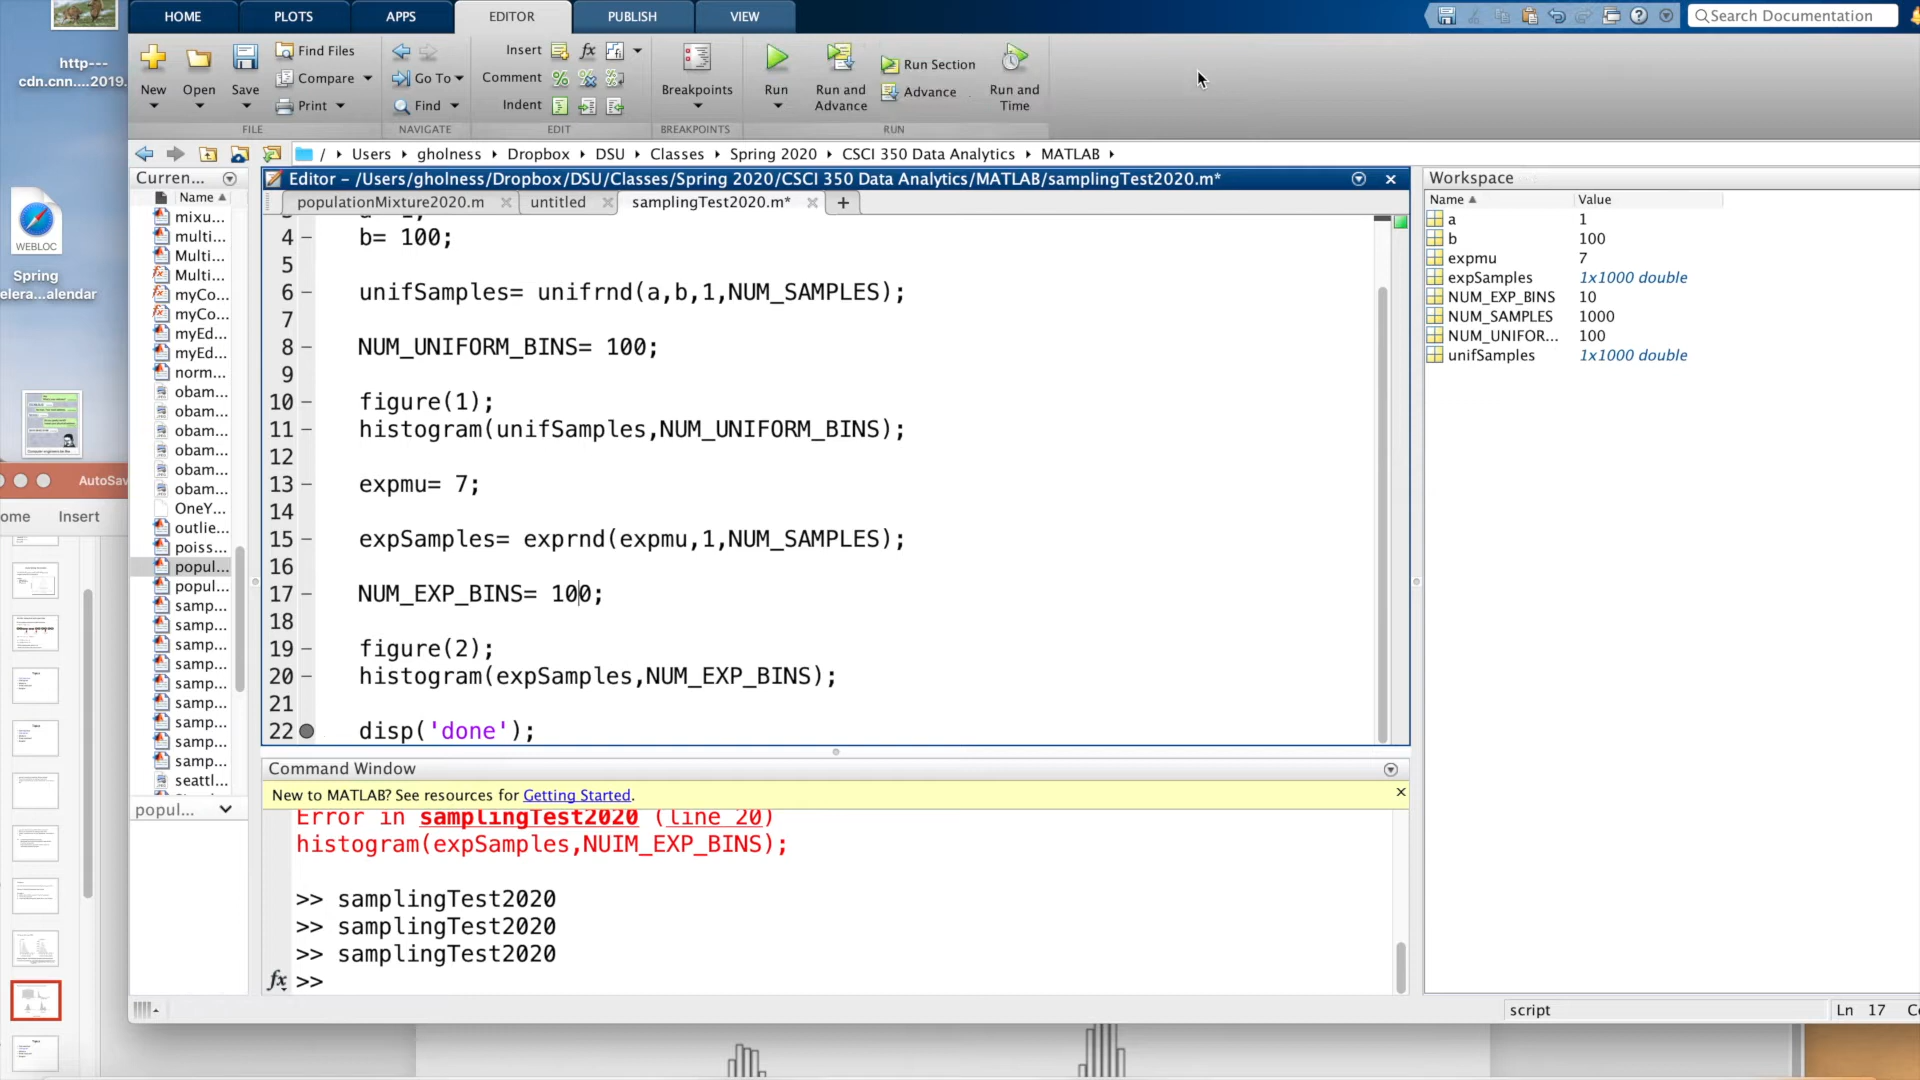 HOME
PLOTS
APPS
EDITOR
PUBLISH
VIEW
Search Documentation
New
Open
Save
Find Files
Compare
Print
Go To
Find
Insert
Comment
Indent
Breakpoints
Run
Run and Advance
Run Section
Advance
Run and Time
FILE
NAVIGATE
EDIT
BREAKPOINTS
RUN
/ Users gholness Dropbox DSU Classes Spring 2020 CSCI 350 Data Analytics MATLAB
http---
cdn.cnn....2019.
WEBLOC
Spring
elera...alendar
AutoSav
ome Insert
Curren...
Name
mixu...
multi...
Multi...
Multi...
myCo...
myCo...
myEd...
myEd...
norm...
obam...
obam...
obam...
obam...
obam...
obam...
OneY...
outlie...
poiss...
popul...
popul...
samp...
samp...
samp...
samp...
samp...
samp...
samp...
samp...
samp...
seattl...
popul...
Editor - /Users/gholness/Dropbox/DSU/Classes/Spring 2020/CSCI 350 Data Analytics/MATLAB/samplingTest2020.m*
populationMixture2020.m
untitled
samplingTest2020.m*
4 – b= 100;
5
6 – unifSamples= unifrnd(a,b,1,NUM_SAMPLES);
7
8 – NUM_UNIFORM_BINS= 100;
9
10 – figure(1);
11 – histogram(unifSamples,NUM_UNIFORM_BINS);
12
13 – expmu= 7;
14
15 – expSamples= exprnd(expmu,1,NUM_SAMPLES);
16
17 – NUM_EXP_BINS= 100;
18
19 – figure(2);
20 – histogram(expSamples,NUM_EXP_BINS);
21
22 disp('done');
Command Window
New to MATLAB? See resources for Getting Started.
Error in samplingTest2020 (line 20)
histogram(expSamples,NUIM_EXP_BINS);
>> samplingTest2020
>> samplingTest2020
>> samplingTest2020
fx >>
Workspace
Name Value
a 1
b 100
expmu 7
expSamples 1x1000 double
NUM_EXP_BINS 10
NUM_SAMPLES 1000
NUM_UNIFOR... 100
unifSamples 1x1000 double
script
Ln 17